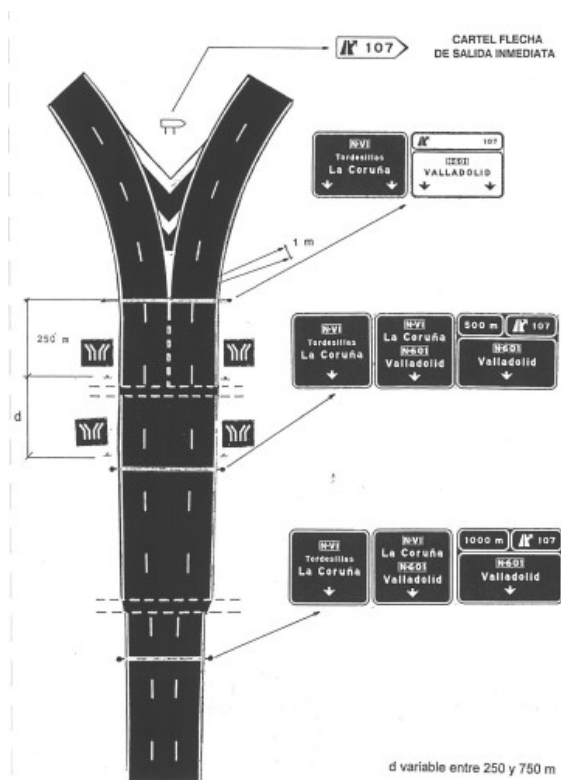 107
CARTEL FLECHA
DE SALIDA INMEDIATA
N-VI
Tordesillas
La Coruña
107
N-601
VALLADOLID
1 m
250 m
N-VI
Tordesillas
La Coruña
N-VI
La Coruña
N-601
Valladolid
500 m
107
N-601
Valladolid
d
N-VI
Tordesillas
La Coruña
N-VI
La Coruña
N-601
Valladolid
1000 m
107
N-601
Valladolid
d variable entre 250 y 750 m